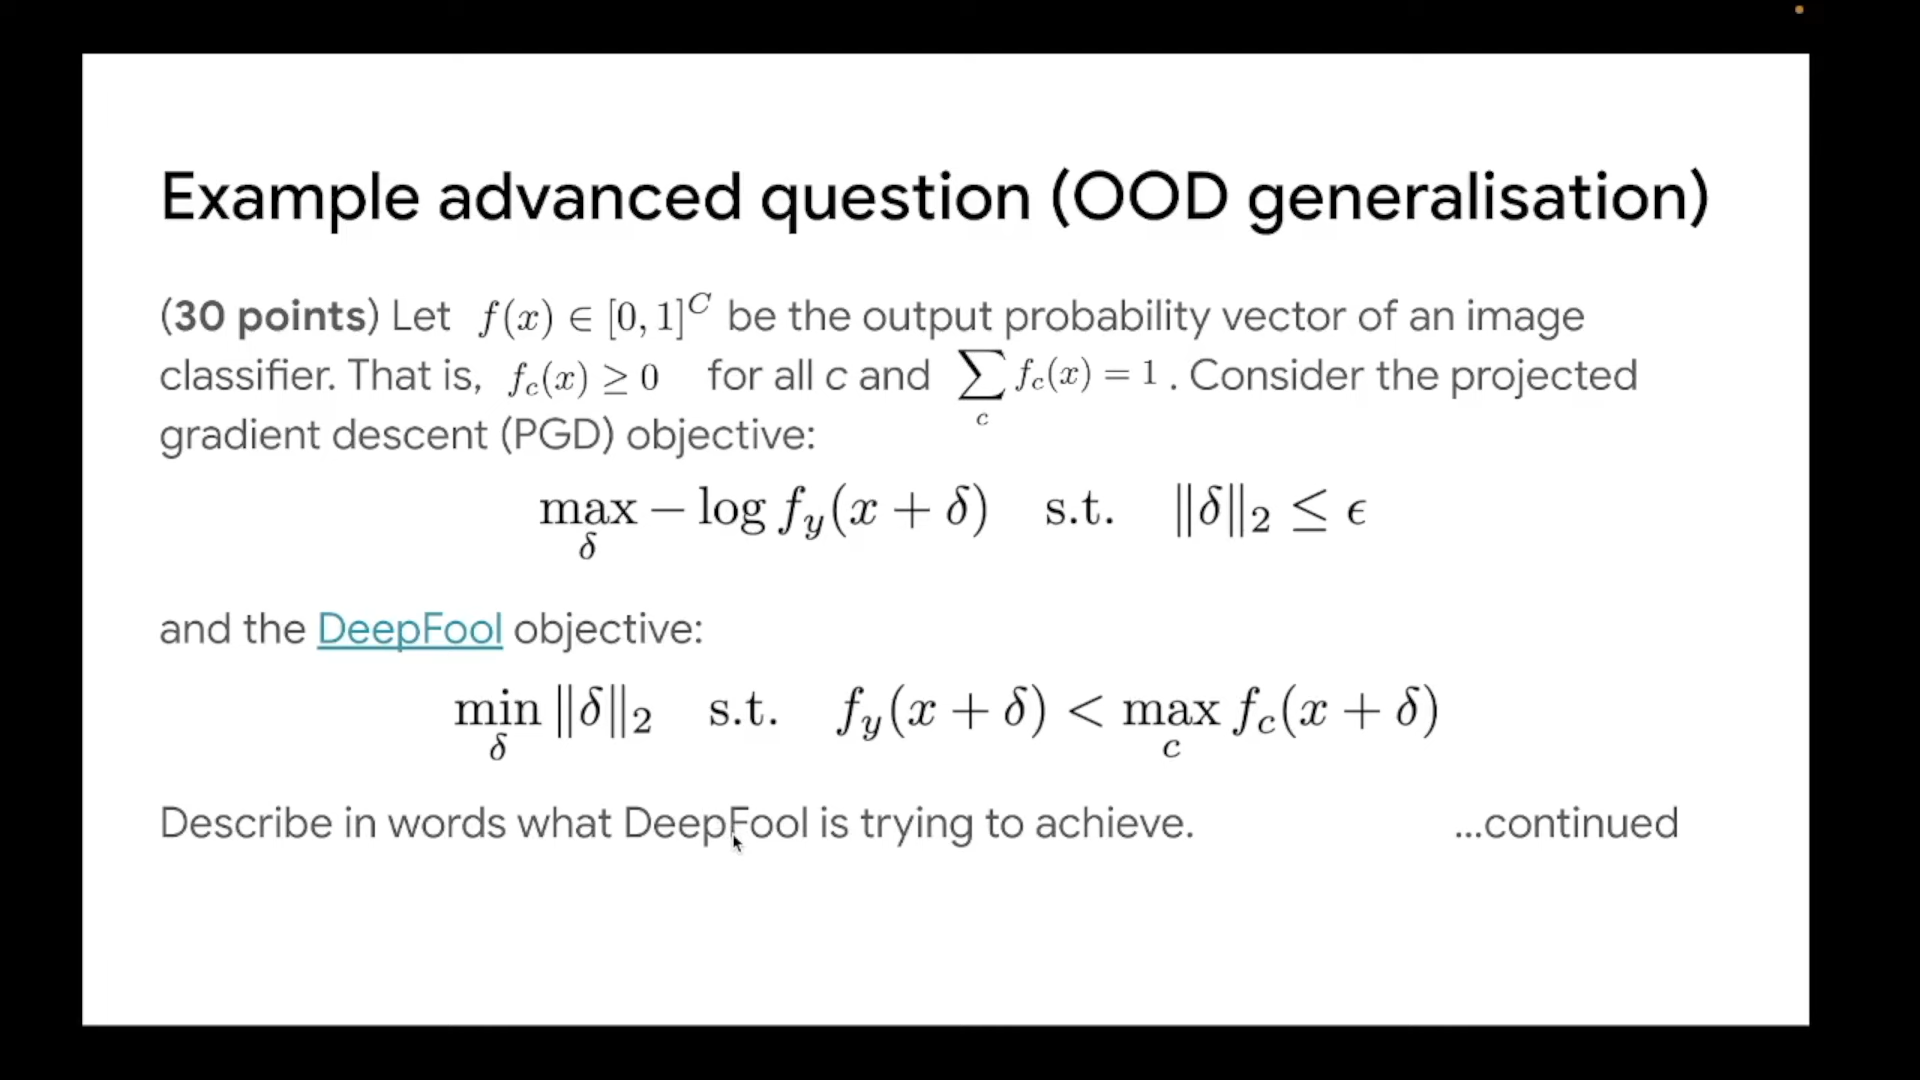 Example advanced question (OOD generalisation)
(30 points) Let f(x) ∈ [0, 1]^C be the output probability vector of an image
classifier. That is, f_c(x) ≥ 0 for all c and ∑_c f_c(x) = 1 . Consider the projected
gradient descent (PGD) objective:
max_δ − log f_y(x + δ) s.t. ‖δ‖_2 ≤ ϵ
and the DeepFool objective:
min_δ ‖δ‖_2 s.t. f_y(x + δ) < max_c f_c(x + δ)
Describe in words what DeepFool is trying to achieve. ...continued